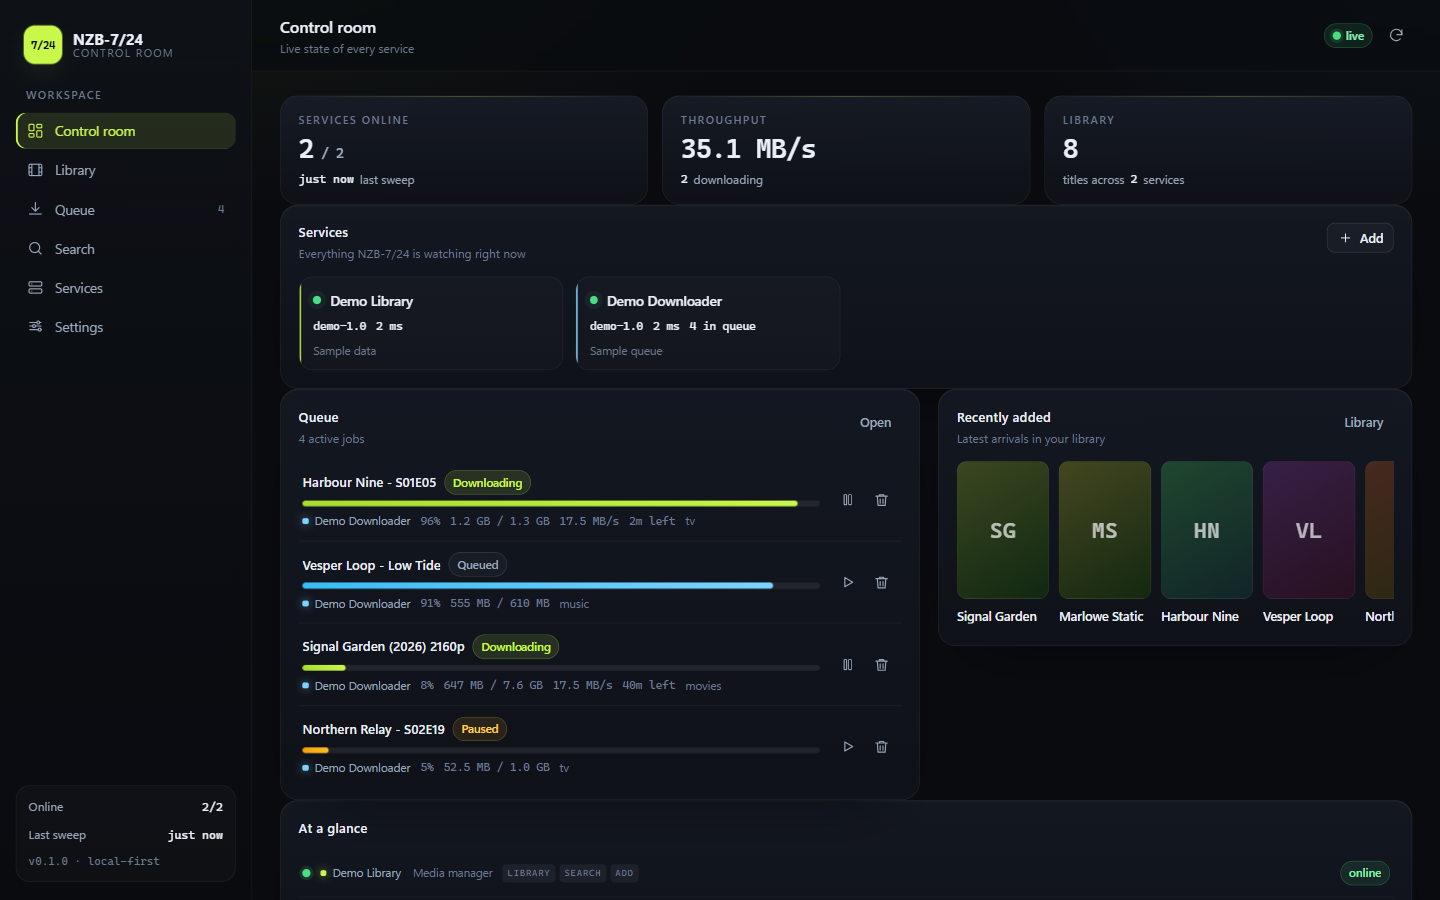 7/24
NZB-7/24
CONTROL ROOM
WORKSPACE
Control room
Library
Queue 4
Search
Services
Settings
Online 2/2
Last sweep just now
v0.1.0 · local-first
Control room
Live state of every service
live
SERVICES ONLINE
2 / 2
just now last sweep
THROUGHPUT
35.1 MB/s
2 downloading
LIBRARY
8
titles across 2 services
Services
Everything NZB-7/24 is watching right now
+ Add
Demo Library
demo-1.0 2 ms
Sample data
Demo Downloader
demo-1.0 2 ms 4 in queue
Sample queue
Queue
4 active jobs
Open
Harbour Nine - S01E05 Downloading
Demo Downloader 96% 1.2 GB / 1.3 GB 17.5 MB/s 2m left tv
Vesper Loop - Low Tide Queued
Demo Downloader 91% 555 MB / 610 MB music
Signal Garden (2026) 2160p Downloading
Demo Downloader 8% 647 MB / 7.6 GB 17.5 MB/s 40m left movies
Northern Relay - S02E19 Paused
Demo Downloader 5% 52.5 MB / 1.0 GB tv
Recently added
Latest arrivals in your library
Library
SG
MS
HN
VL
Signal Garden
Marlowe Static
Harbour Nine
Vesper Loop
At a glance
Demo Library Media manager LIBRARY SEARCH ADD online